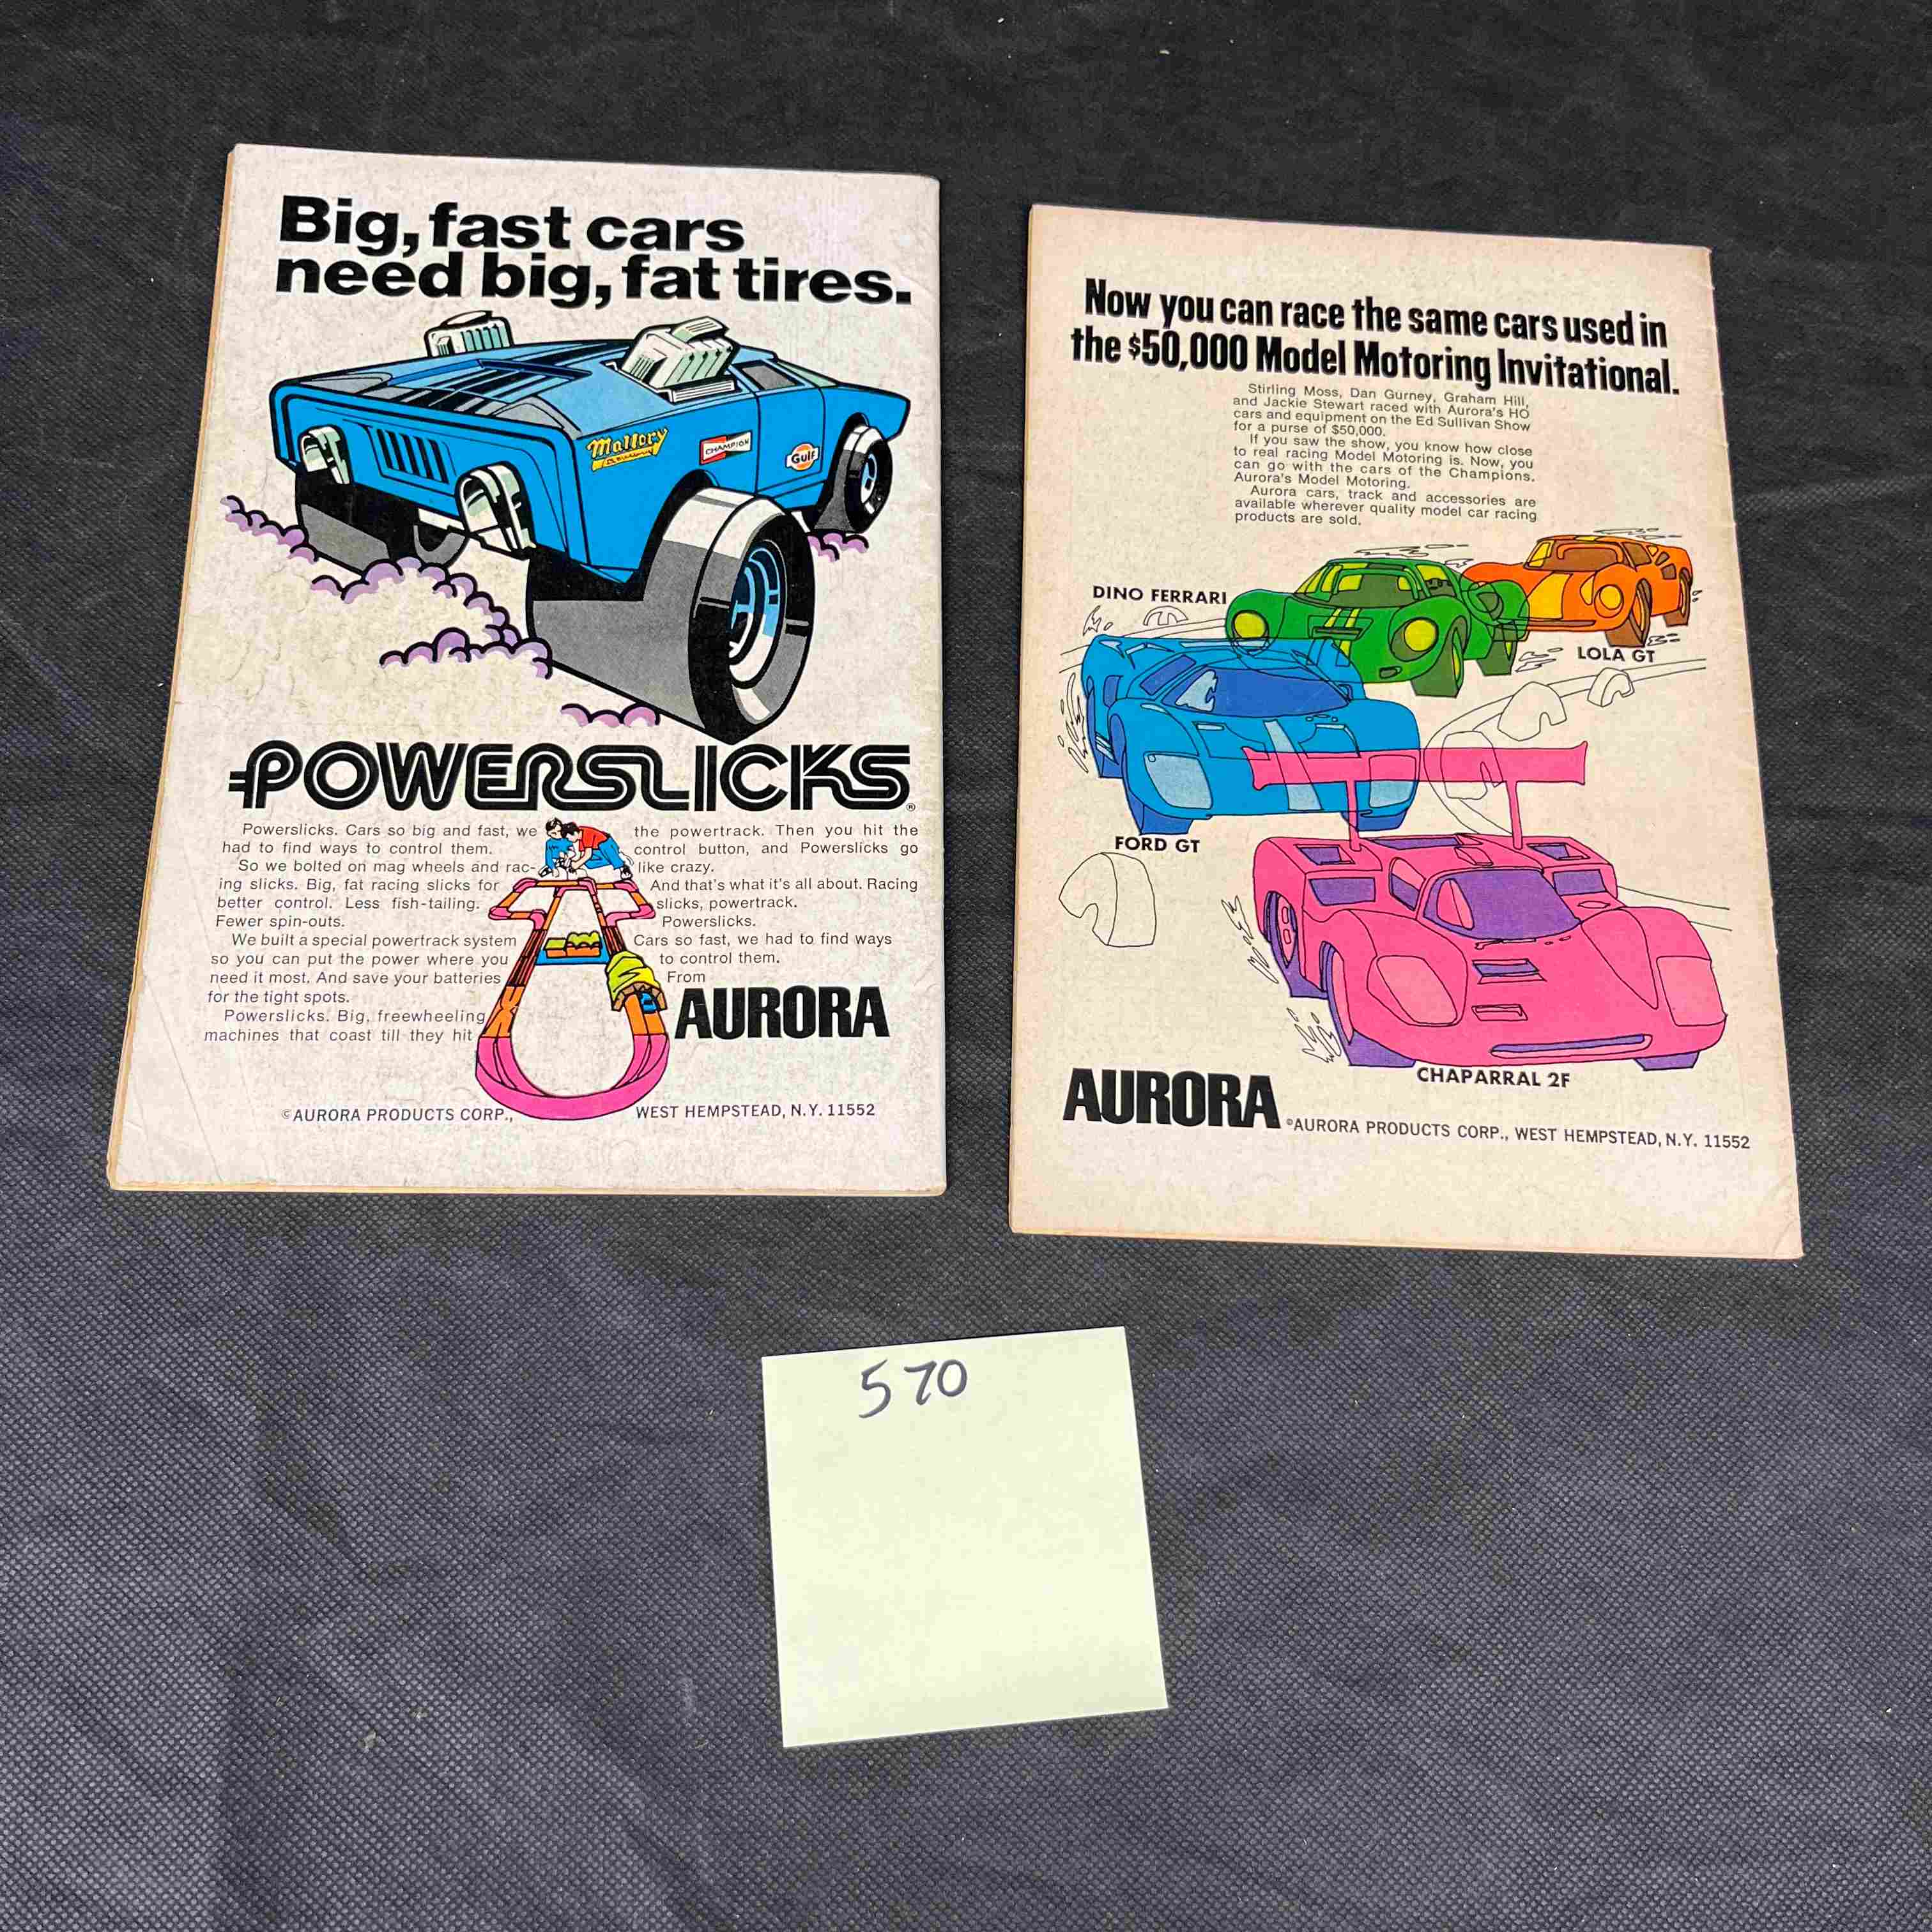 Big, fast cars
need big, fat tires.
Mallory
CHAMPION
Gulf
POWERSLICKS®
Powerslicks. Cars so big and fast, we
had to find ways to control them.
So we bolted on mag wheels and rac-
ing slicks. Big, fat racing slicks for
better control. Less fish-tailing.
Fewer spin-outs.
We built a special powertrack system
so you can put the power where you
need it most. And save your batteries
for the tight spots.
Powerslicks. Big, freewheeling
machines that coast till they hit
the powertrack. Then you hit the
control button, and Powerslicks go
like crazy.
And that's what it's all about. Racing
slicks, powertrack.
Powerslicks.
Cars so fast, we had to find ways
to control them.
From
AURORA
©AURORA PRODUCTS CORP., WEST HEMPSTEAD, N.Y. 11552
Now you can race the same cars used in
the $50,000 Model Motoring Invitational.
Stirling Moss, Dan Gurney, Graham Hill,
and Jackie Stewart raced with Aurora's HO
cars and equipment on the Ed Sullivan Show
for a purse of $50,000.
If you saw the show, you know how close
to real racing Model Motoring is. Now, you
can go with the cars of the Champions.
Aurora's Model Motoring.
Aurora cars, track and accessories are
available wherever quality model car racing
products are sold.
DINO FERRARI
LOLA GT
FORD GT
CHAPARRAL 2F
AURORA
©AURORA PRODUCTS CORP., WEST HEMPSTEAD, N.Y. 11552
570